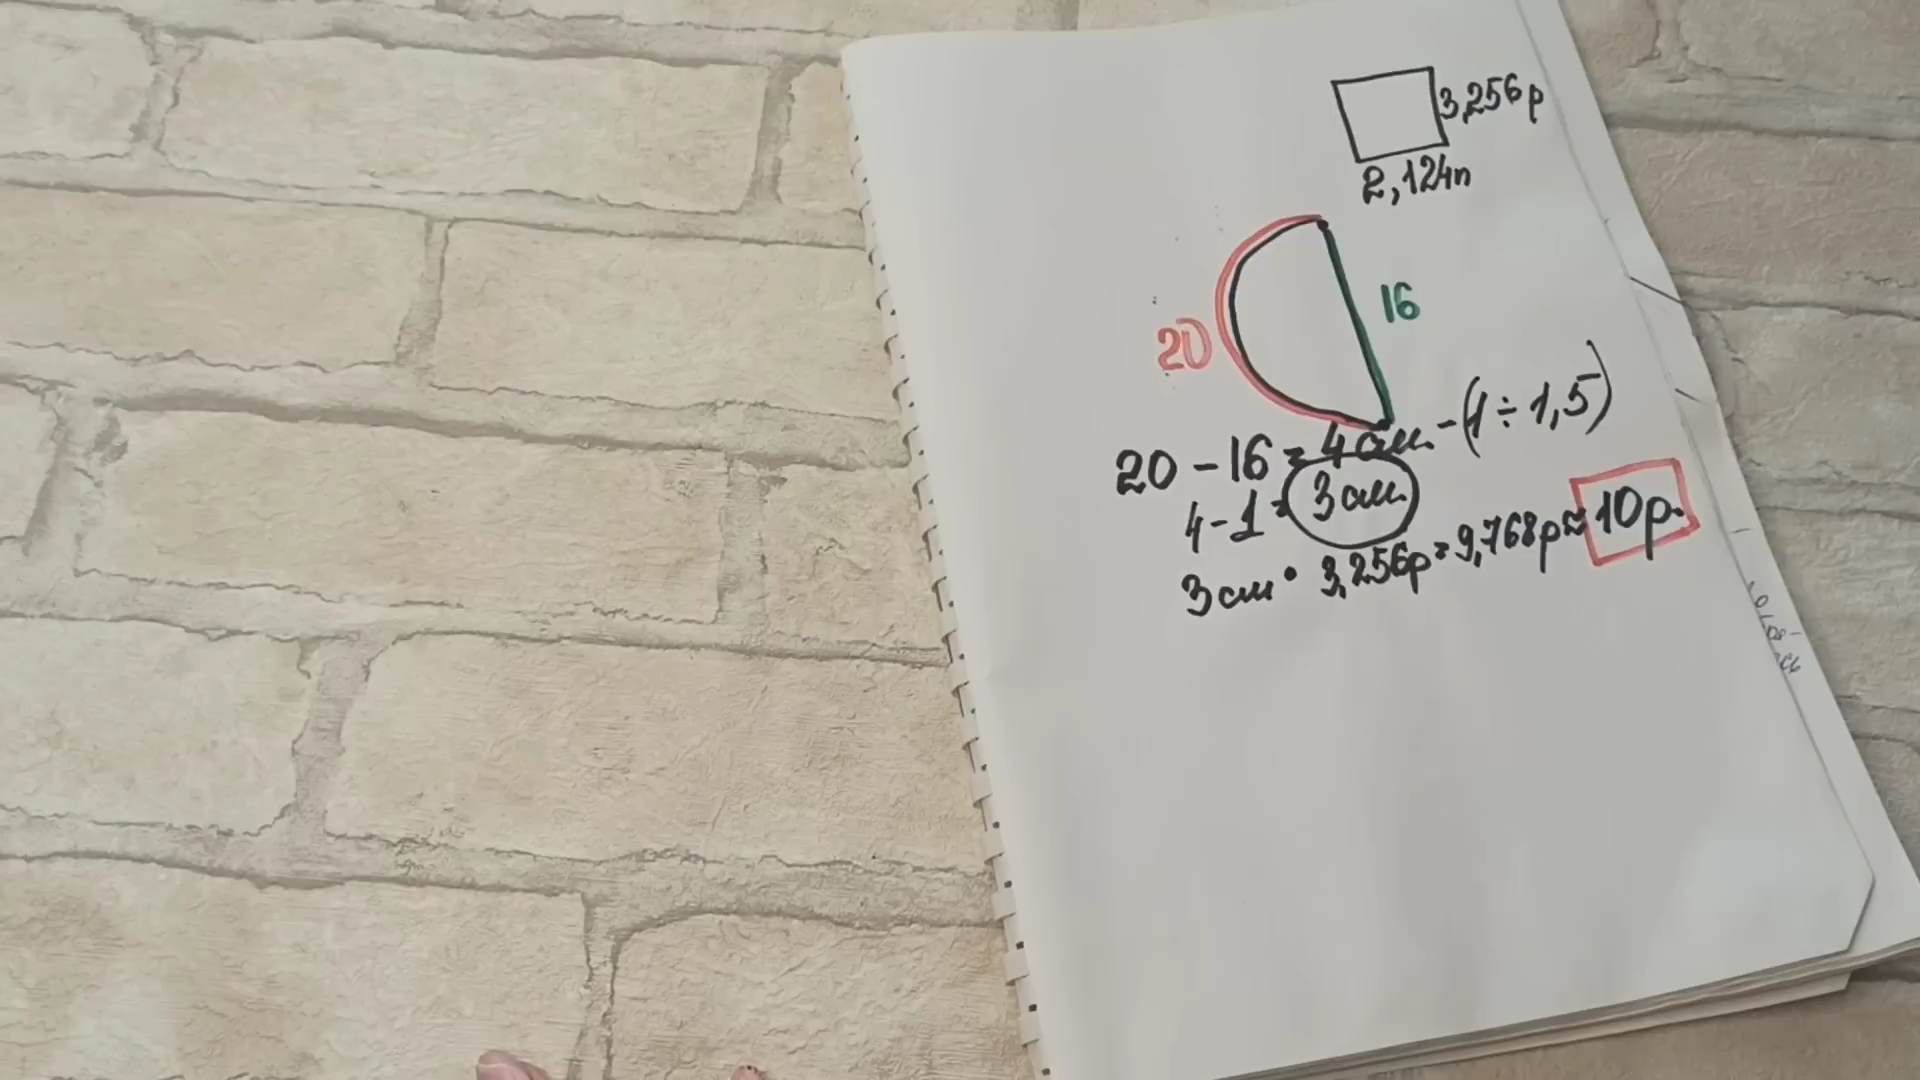 3,256р
2,124п
20
16
20 - 16 = 4 см. - (1 ÷ 1,5)
4 - 1 = 3 см
3 см • 3,256р = 9,768р ≈ 10р.